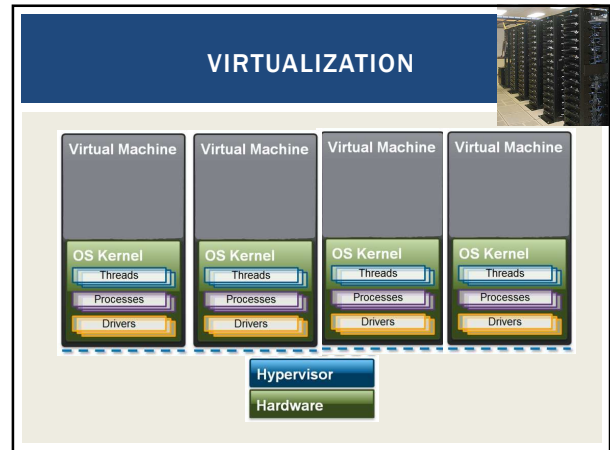 VIRTUALIZATION
Virtual Machine Virtual Machine Virtual Machine Virtual Machine
OS Kernel OS Kernel OS Kernel OS Kernel
Threads Threads Threads Threads
Processes Processes Processes Processes
Drivers Drivers Drivers Drivers
Hypervisor
Hardware